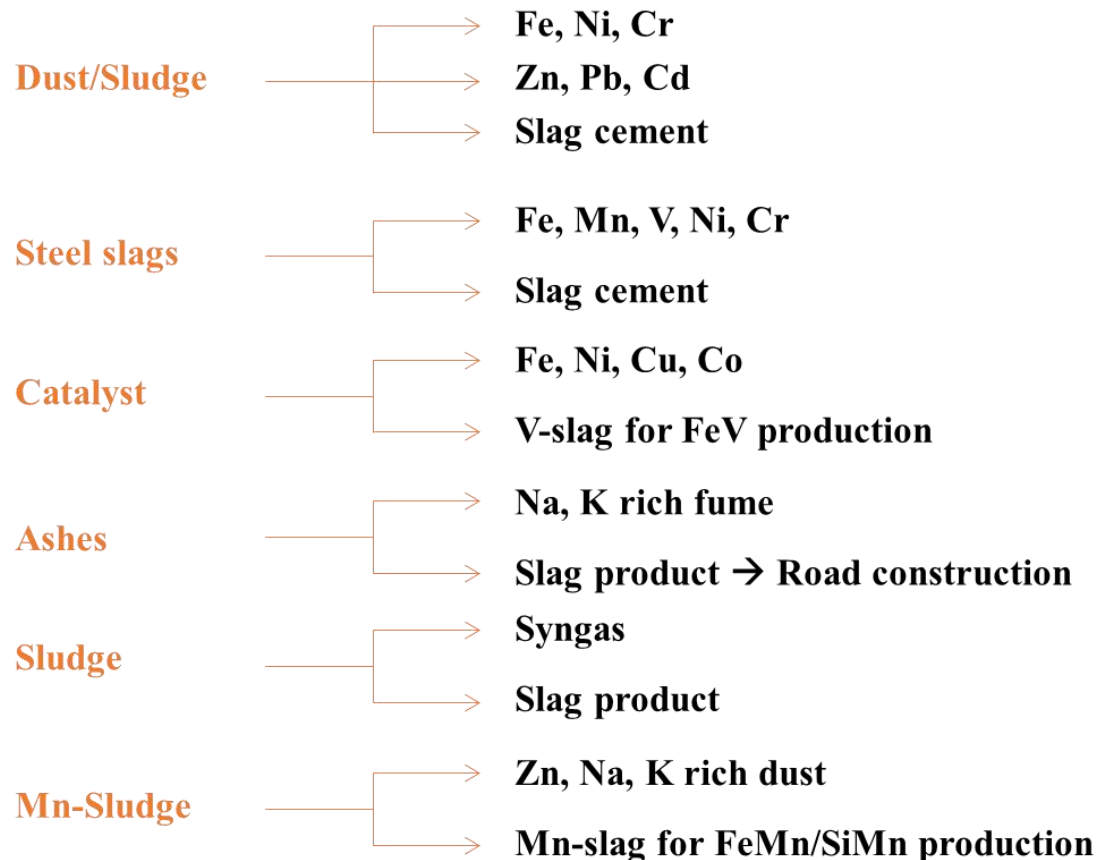 Dust/Sludge
Fe, Ni, Cr
Zn, Pb, Cd
Slag cement
Steel slags
Fe, Mn, V, Ni, Cr
Slag cement
Catalyst
Fe, Ni, Cu, Co
V-slag for FeV production
Ashes
Na, K rich fume
Slag product → Road construction
Sludge
Syngas
Slag product
Mn-Sludge
Zn, Na, K rich dust
Mn-slag for FeMn/SiMn production